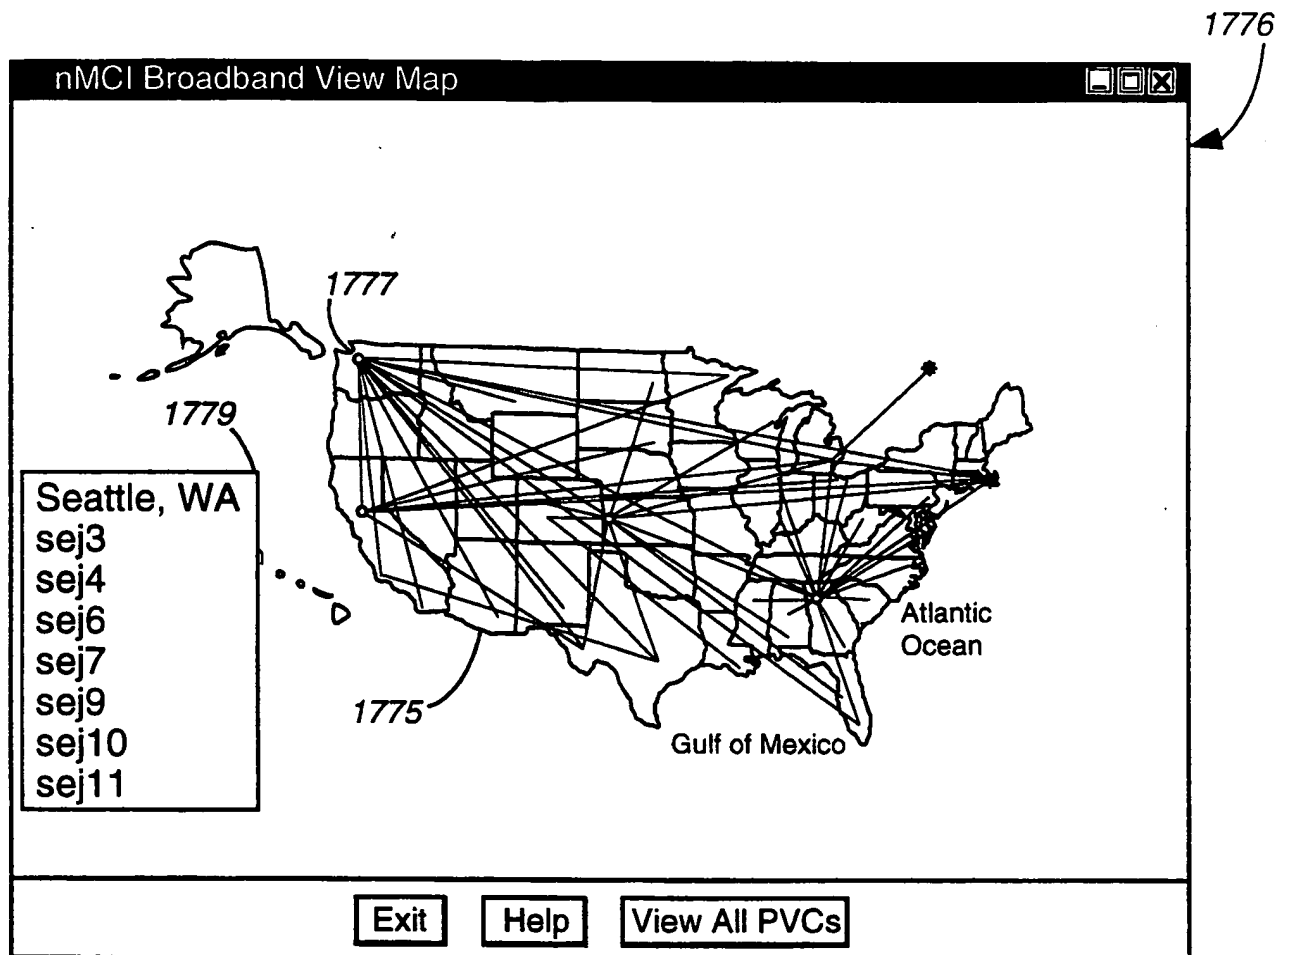 1776
nMCI Broadband View Map
1777
1779
Seattle, WA
sej3
sej4
sej6
sej7
sej9
sej10
sej11
Atlantic
Ocean
1775
Gulf of Mexico
Exit
Help
View All PVCs